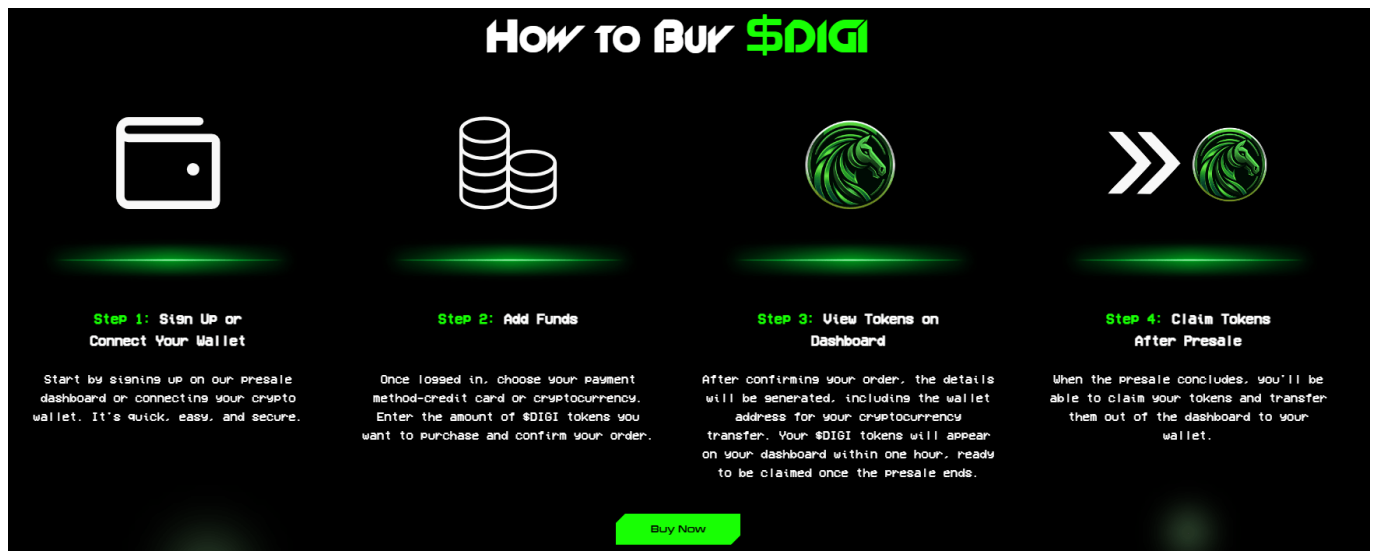 How to Buy $DIGI
Step 1: Sign Up or
Connect Your Wallet
Start by signing up on our presale
dashboard or connecting your crypto
wallet. It's quick, easy, and secure.
Step 2: Add Funds
Once logged in, choose your payment
method-credit card or cryptocurrency.
Enter the amount of $DIGI tokens you
want to purchase and confirm your order.
Step 3: View Tokens on
Dashboard
After confirming your order, the details
will be generated, including the wallet
address for your cryptocurrency
transfer. Your $DIGI tokens will appear
on your dashboard within one hour, ready
to be claimed once the presale ends.
Step 4: Claim Tokens
After Presale
When the presale concludes, you'll be
able to claim your tokens and transfer
them out of the dashboard to your
wallet.
Buy Now